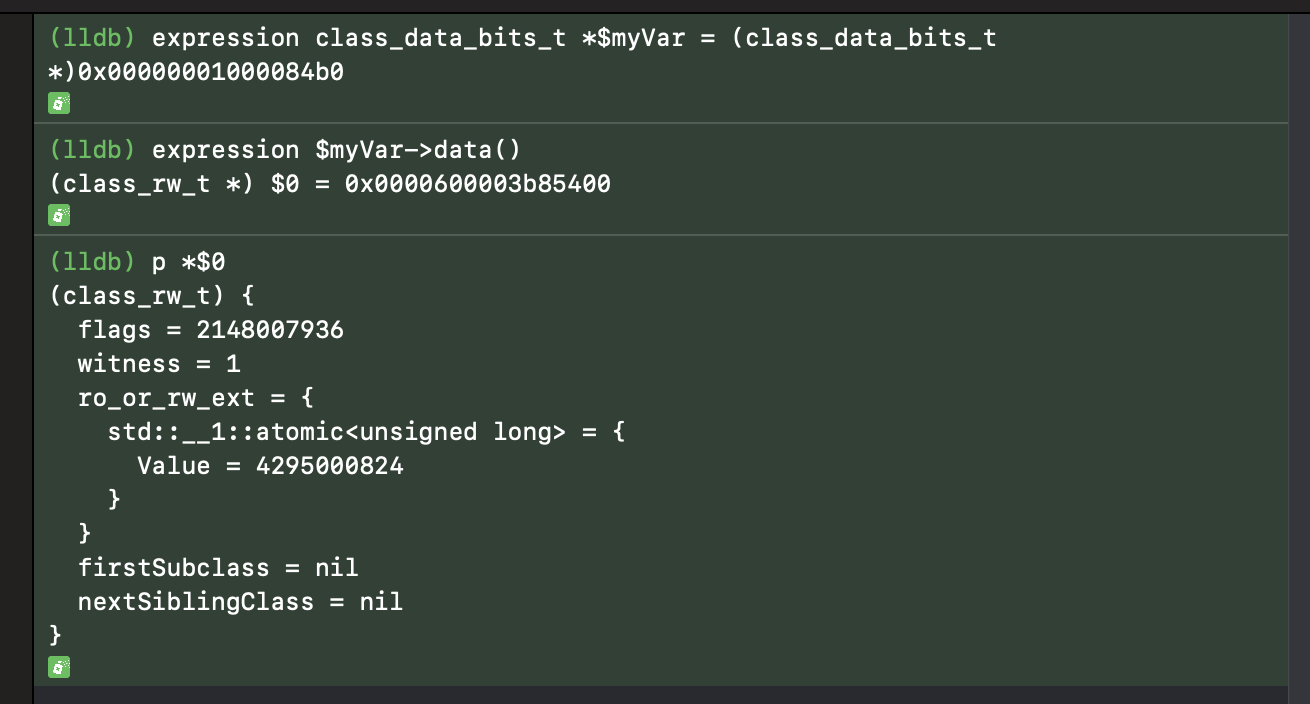 (lldb) expression class_data_bits_t *$myVar = (class_data_bits_t
*)0x00000001000084b0
(lldb) expression $myVar->data()
(class_rw_t *) $0 = 0x0000600003b85400
(lldb) p *$0
(class_rw_t) {
  flags = 2148007936
  witness = 1
  ro_or_rw_ext = {
    std::__1::atomic<unsigned long> = {
      Value = 4295000824
    }
  }
  firstSubclass = nil
  nextSiblingClass = nil
}